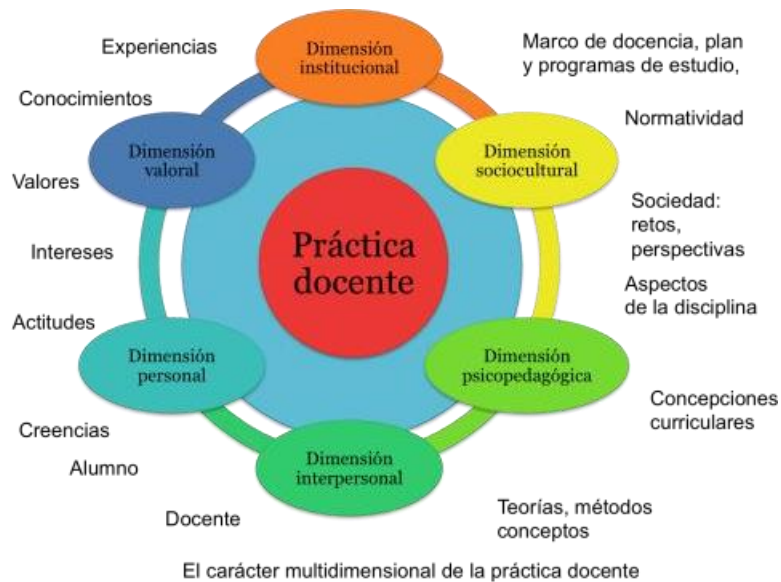 Experiencias
Dimensión
institucional
Marco de docencia, plan
y programas de estudio,
Conocimientos
Normatividad
Dimensión
valoral
Dimensión
sociocultural
Valores
Sociedad:
retos,
perspectivas
Práctica
docente
Intereses
Aspectos
de la disciplina
Actitudes
Dimensión
personal
Dimensión
psicopedagógica
Concepciones
curriculares
Creencias
Alumno
Dimensión
interpersonal
Docente
Teorías, métodos
conceptos
El carácter multidimensional de la práctica docente